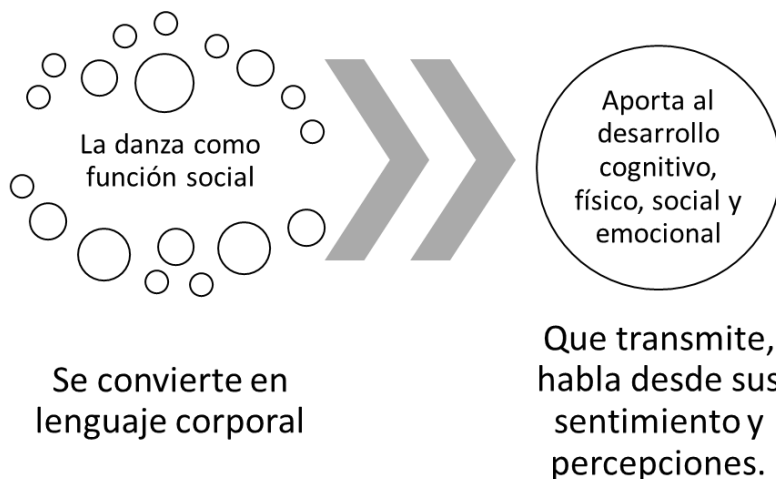 La danza como
función social
Aporta al
desarrollo
cognitivo,
físico, social y
emocional
Se convierte en
lenguaje corporal
Que transmite,
habla desde sus
sentimiento y
percepciones.